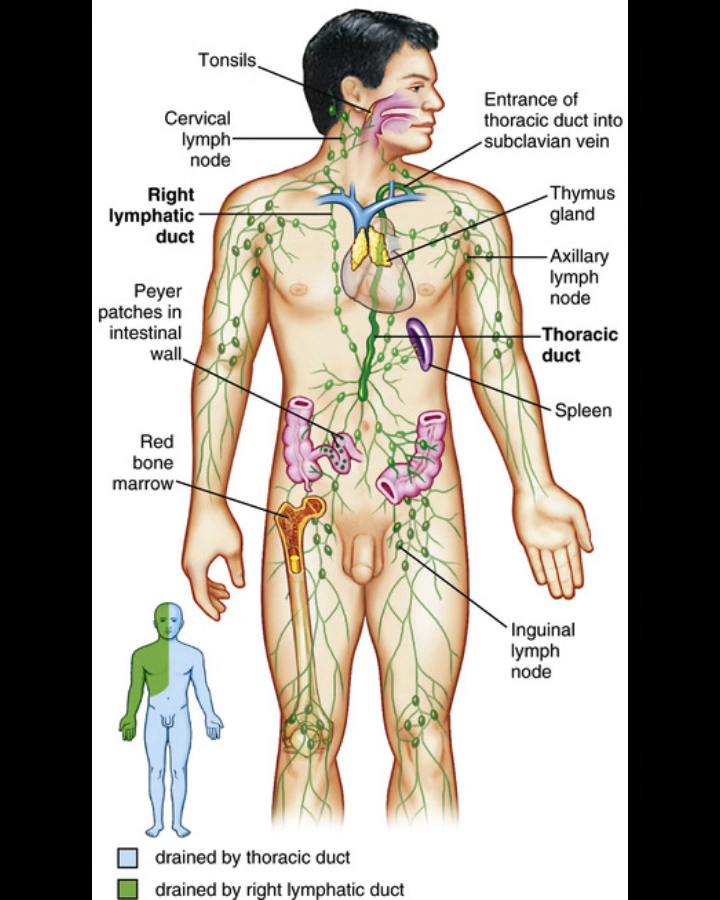 Tonsils
Cervical
lymph
node
Right
lymphatic
duct
Peyer
patches in
intestinal
wall
Red
bone
marrow
Entrance of
thoracic duct into
subclavian vein
Thymus
gland
Axillary
lymph
node
Thoracic
duct
Spleen
Inguinal
lymph
node
drained by thoracic duct
drained by right lymphatic duct